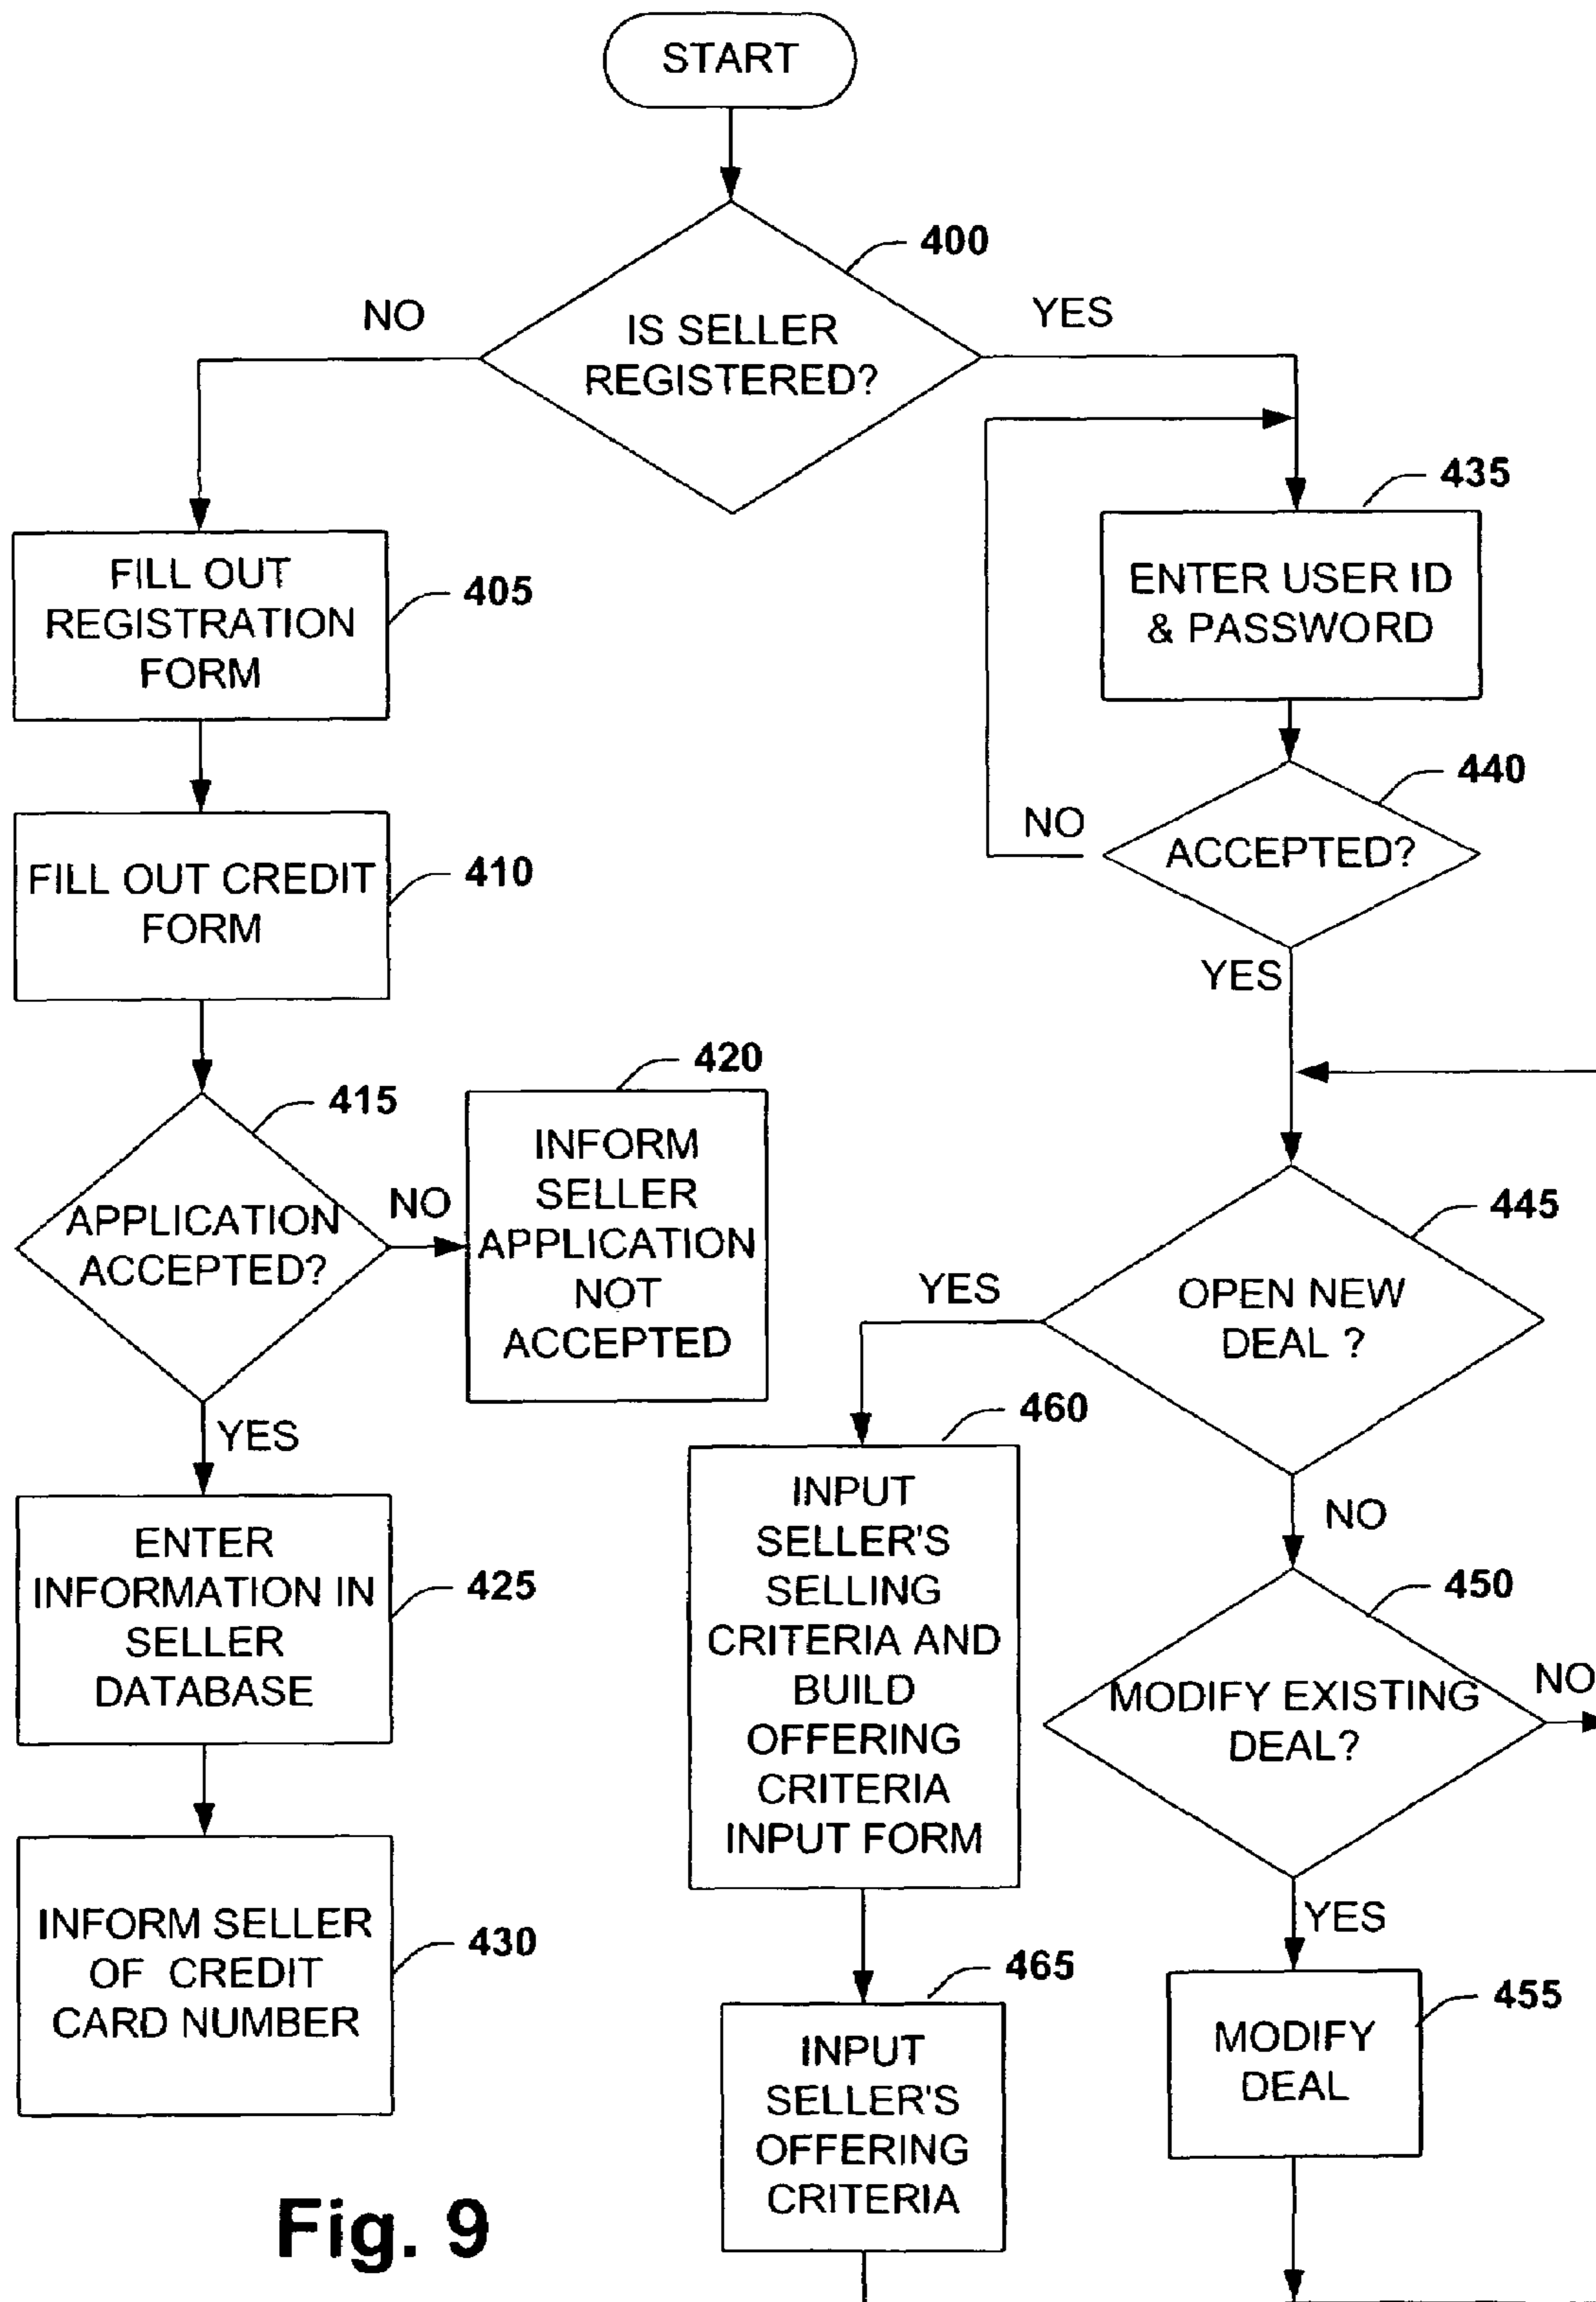 START
400
IS SELLER
REGISTERED?
NO
YES
FILL OUT
REGISTRATION
FORM
405
435
ENTER USER ID
& PASSWORD
FILL OUT CREDIT
FORM
410
440
ACCEPTED?
NO
YES
415
APPLICATION
ACCEPTED?
NO
YES
420
INFORM
SELLER
APPLICATION
NOT
ACCEPTED
445
OPEN NEW
DEAL ?
YES
NO
ENTER
INFORMATION IN
SELLER
DATABASE
425
460
INPUT
SELLER'S
SELLING
CRITERIA AND
BUILD
OFFERING
CRITERIA
INPUT FORM
450
MODIFY EXISTING
DEAL?
NO
YES
INFORM SELLER
OF CREDIT
CARD NUMBER
430
465
INPUT
SELLER'S
OFFERING
CRITERIA
455
MODIFY
DEAL
Fig. 9